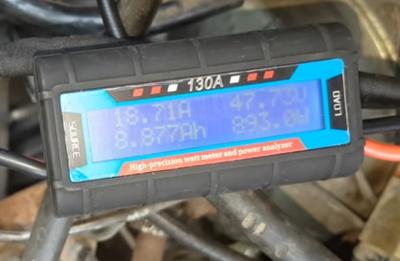 130A
SOURCE
18.71A 47.73V
8.877Ah 893.0W
LOAD
High-precision watt meter and power analyzer